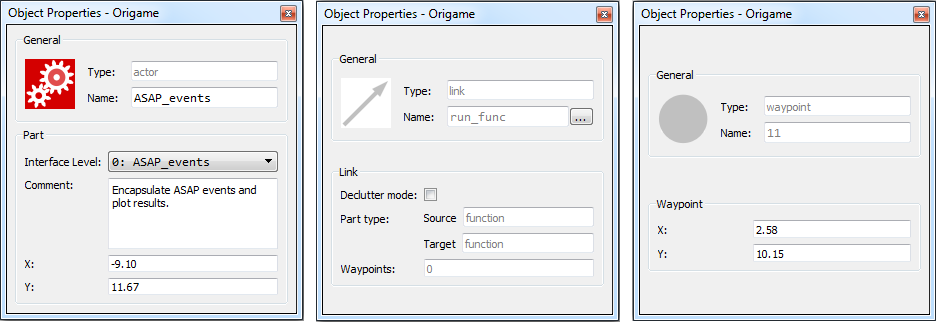 Object Properties - Origame
General
Type: actor
Name: ASAP_events
Part
Interface Level: 0: ASAP_events
Comment: Encapsulate ASAP events and
plot results.
X: -9.10
Y: 11.67
Object Properties - Origame
General
Type: link
Name: run_func ...
Link
Declutter mode:
Part type: Source function
Target function
Waypoints: 0
Object Properties - Origame
General
Type: waypoint
Name: 11
Waypoint
X: 2.58
Y: 10.15